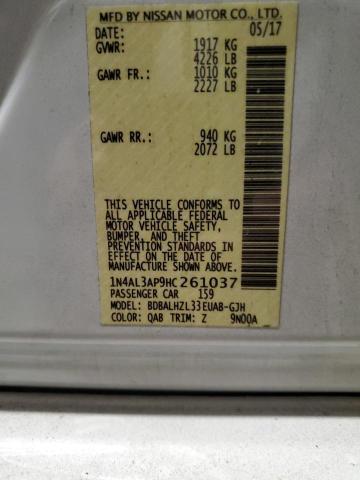 MFD BY NISSAN MOTOR CO., LTD.
DATE: 05/17
GVWR: 1917 KG
4226 LB
GAWR FR.: 1010 KG
2227 LB
GAWR RR.: 940 KG
2072 LB
THIS VEHICLE CONFORMS TO
ALL APPLICABLE FEDERAL
MOTOR VEHICLE SAFETY,
BUMPER, AND THEFT
PREVENTION STANDARDS IN
EFFECT ON THE DATE OF
MANUFACTURE SHOWN ABOVE.
1N4AL3AP9HC261037
PASSENGER CAR 159
MODEL: BDBALHZL33EUAB-GJH
COLOR: QAB TRIM: Z 9N00A